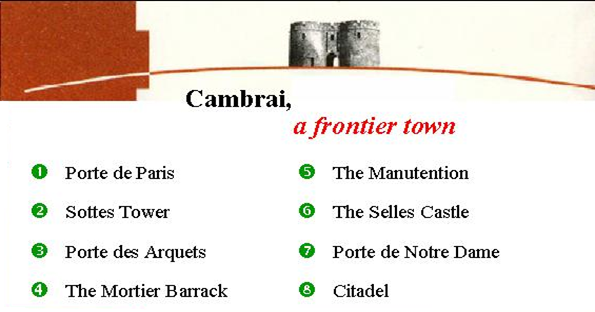 Cambrai,
a frontier town
1 Porte de Paris
2 Sottes Tower
3 Porte des Arquets
4 The Mortier Barrack
5 The Manutention
6 The Selles Castle
7 Porte de Notre Dame
8 Citadel